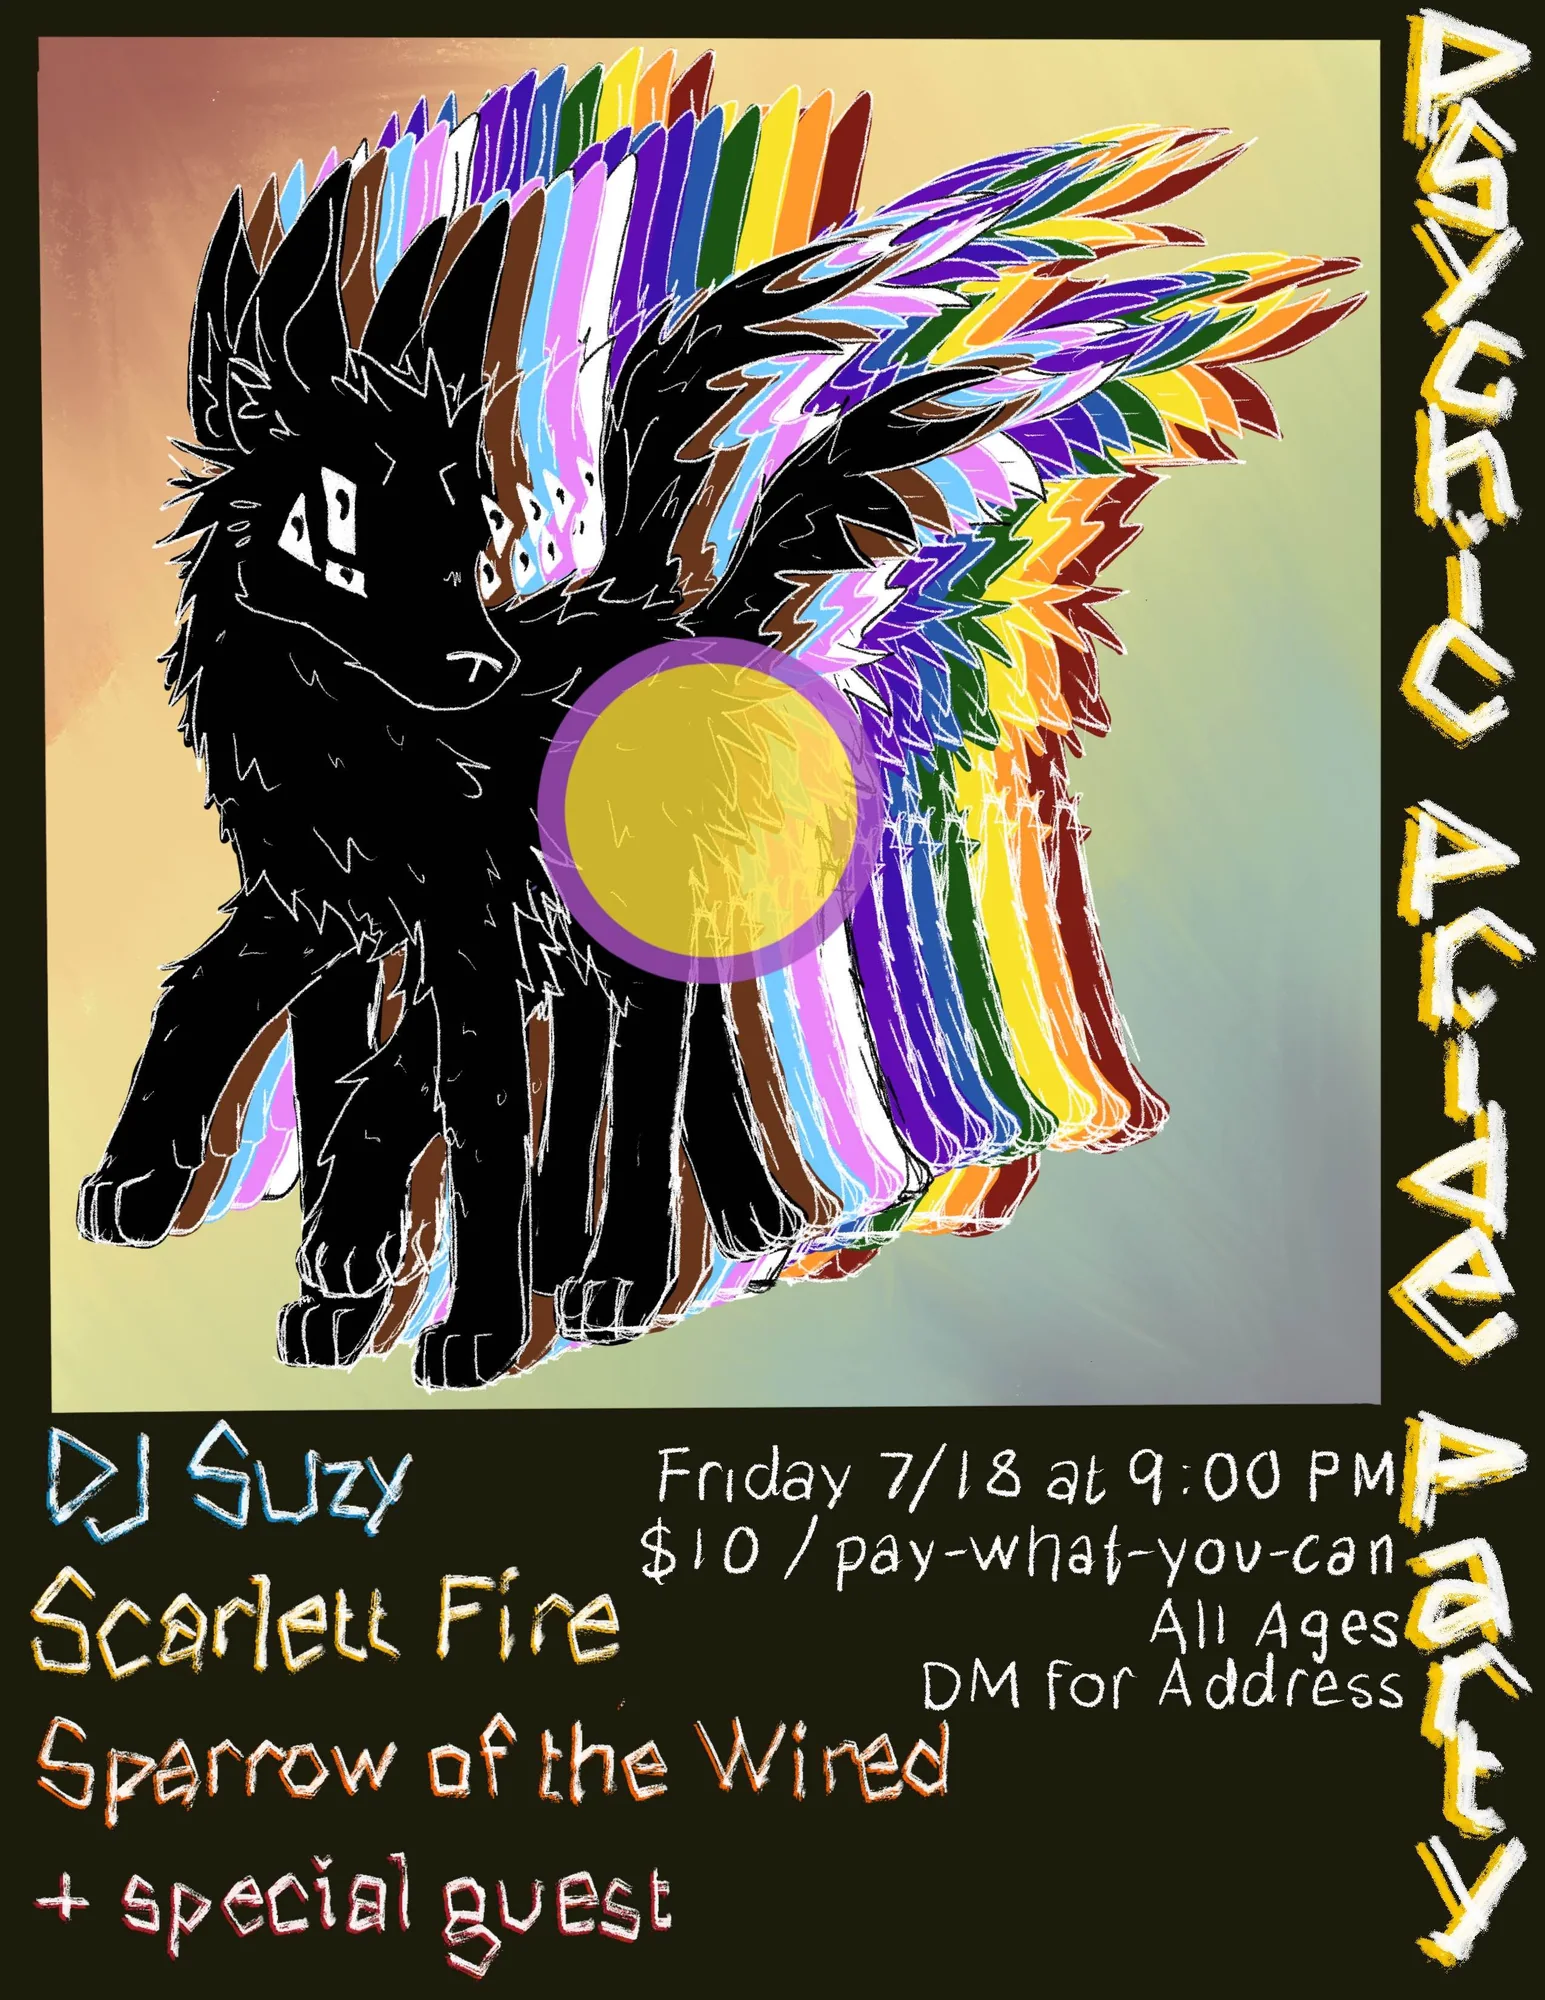 Psychic Pride Party
DJ Suzy
Scarlett Fire
Sparrow of the Wired
+ special guest
Friday 7/18 at 9:00 PM
$10 / pay-what-you-can
All Ages
DM for Address